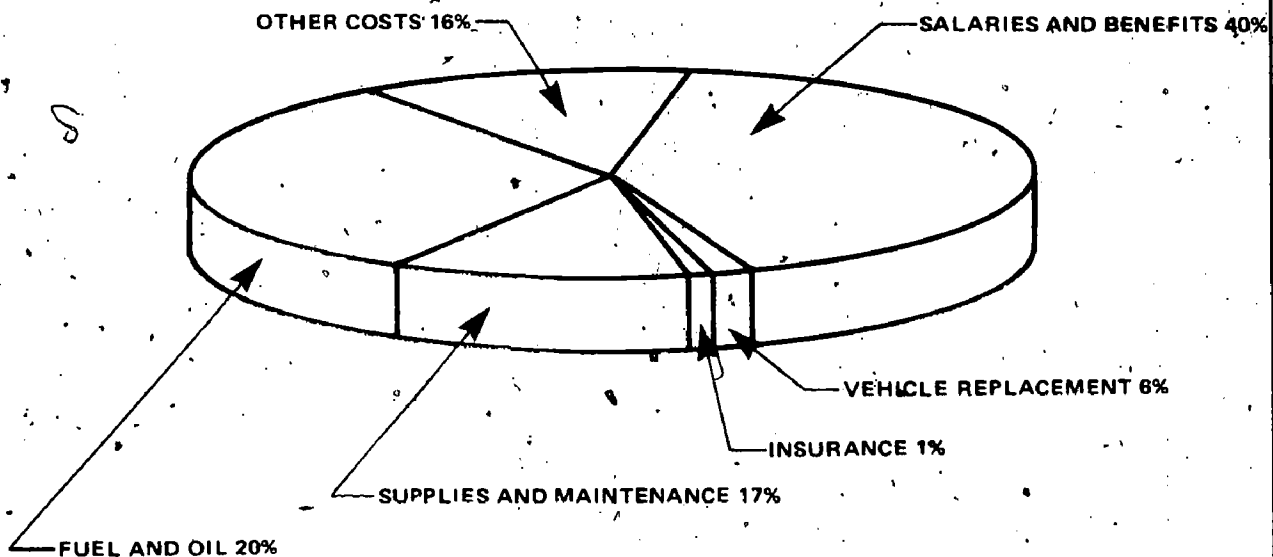 OTHER COSTS 16%
SALARIES AND BENEFITS 40%
VEHICLE REPLACEMENT 6%
INSURANCE 1%
SUPPLIES AND MAINTENANCE 17%
FUEL AND OIL 20%